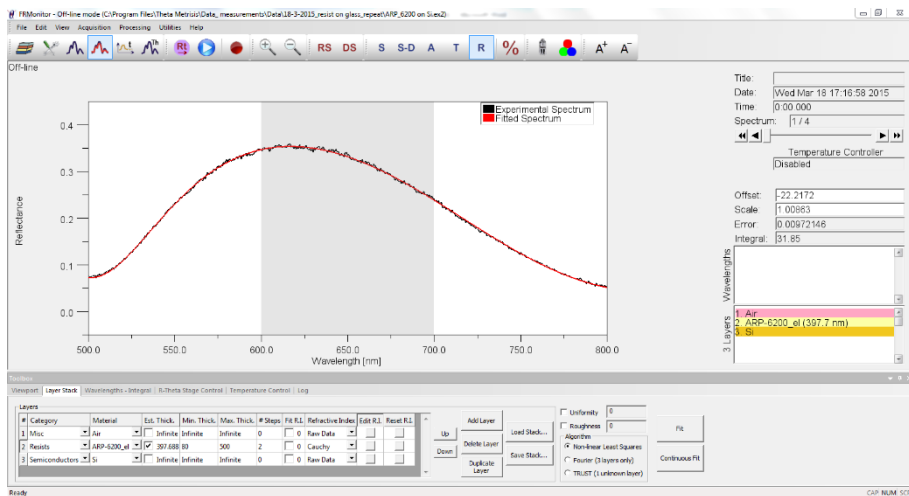 FRMonitor - Off-line mode (C:\Program Files\Theta Metrisis\Data_ measurements\Data\18-3-2015_resist on glass_repeat\ARP_6200 on Si.ex2)
File Edit View Acquisition Processing Utilities Help
Th Rt RS DS S S-D A T R % A+ A-
Off-line
Title:
Date: Wed Mar 18 17:16:58 2015
Time: 0:00.000
Spectrum: 1 / 4
Temperature Controller
Disabled
Offset: -22.2172
Scale: 1.00863
Error: 0.00972146
Integral: 31.85
Wavelengths
3 Layers
1. Air
2. ARP-6200_el (397.7 nm)
3. Si
Experimental Spectrum
Fitted Spectrum
Reflectance
0.4
0.3
0.2
0.1
0.0
500.0 550.0 600.0 650.0 700.0 750.0 800.0
Wavelength [nm]
Toolbox
Viewport Layer Stack Wavelengths - Integral R-Theta Stage Control Temperature Control Log
Layers
# Category Material Est. Thick. Min. Thick. Max. Thick. # Steps Fit R.I. Refractive Index Edit R.I. Reset R.I.
1 Misc Air Infinite Infinite Infinite 0 0 Raw Data
2 Resists ARP-6200_el 397.688 80 500 2 0 Cauchy
3 Semiconductors Si Infinite Infinite Infinite 0 0 Raw Data
Up
Down
Add Layer
Delete Layer
Duplicate Layer
Load Stack...
Save Stack...
Uniformity 0
Roughness 0
Algorithm
Non-linear Least Squares
Fourier (3 layers only)
TRUST (1 unknown layer)
Fit
Continuous Fit
Ready
CAP NUM SCR